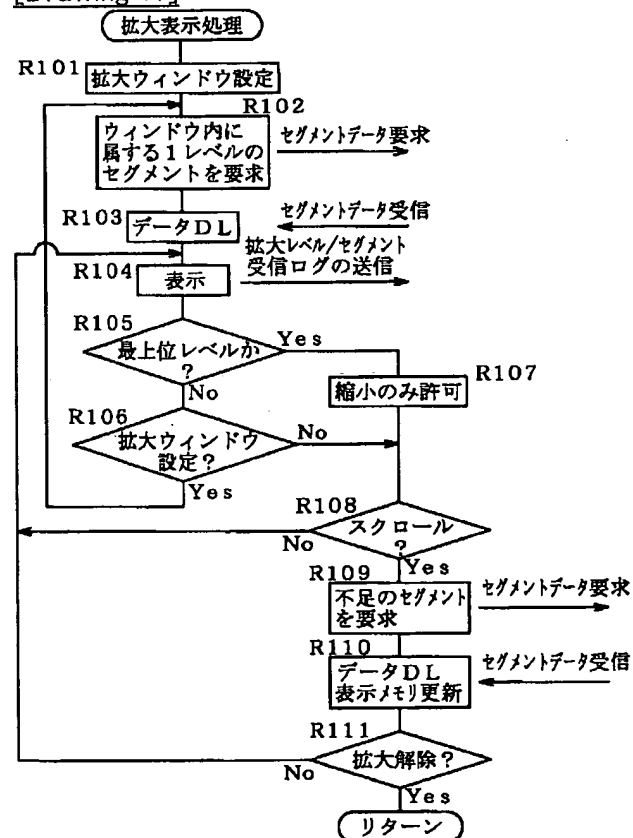 拡大表示処理
R101
拡大ウィンドウ設定
R102
ウィンドウ内に
属する1レベルの
セグメントを要求
セグメントデータ要求
R103
データDL
セグメントデータ受信
R104
表示
拡大レベル/セグメント
受信ログの送信
R105
最上位レベルか
?
Yes
No
R107
縮小のみ許可
R106
拡大ウィンドウ
設定?
No
Yes
R108
スクロール
?
No
Yes
R109
不足のセグメント
を要求
セグメントデータ要求
R110
データDL
表示メモリ更新
セグメントデータ受信
R111
拡大解除?
No
Yes
リターン